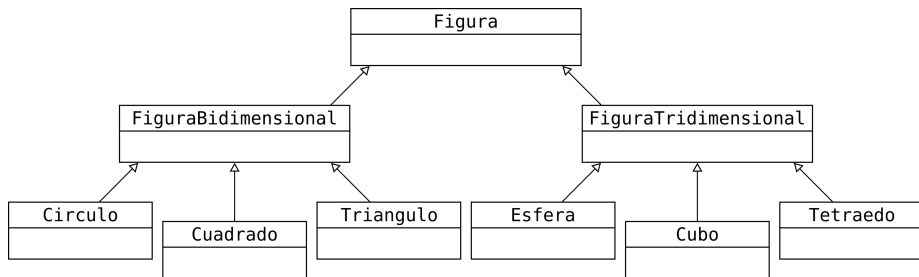 Figura
FiguraBidimensional
FiguraTridimensional
Circulo
Cuadrado
Triangulo
Esfera
Cubo
Tetraedo